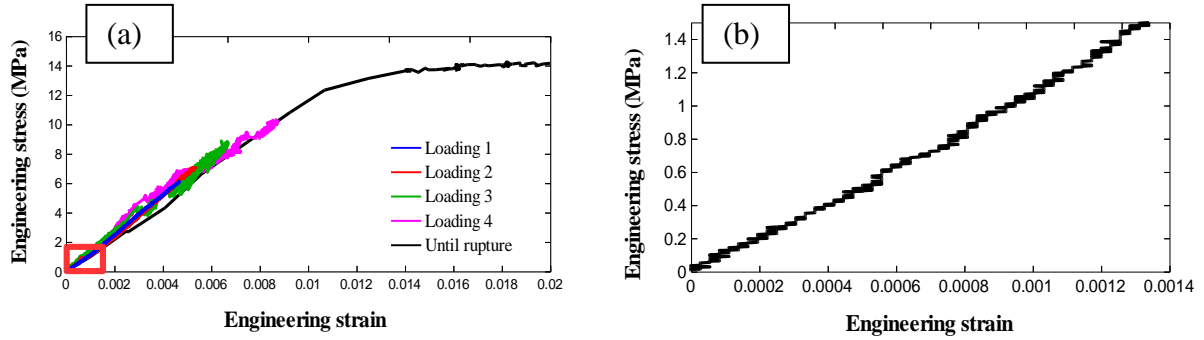 (a)
Engineering stress (MPa)
16
14
12
10
8
6
4
2
0
0 0.002 0.004 0.006 0.008 0.01 0.012 0.014 0.016 0.018 0.02
Engineering strain
Loading 1
Loading 2
Loading 3
Loading 4
Until rupture
(b)
Engineering stress (MPa)
1.4
1.2
1
0.8
0.6
0.4
0.2
0
0 0.0002 0.0004 0.0006 0.0008 0.001 0.0012 0.0014
Engineering strain